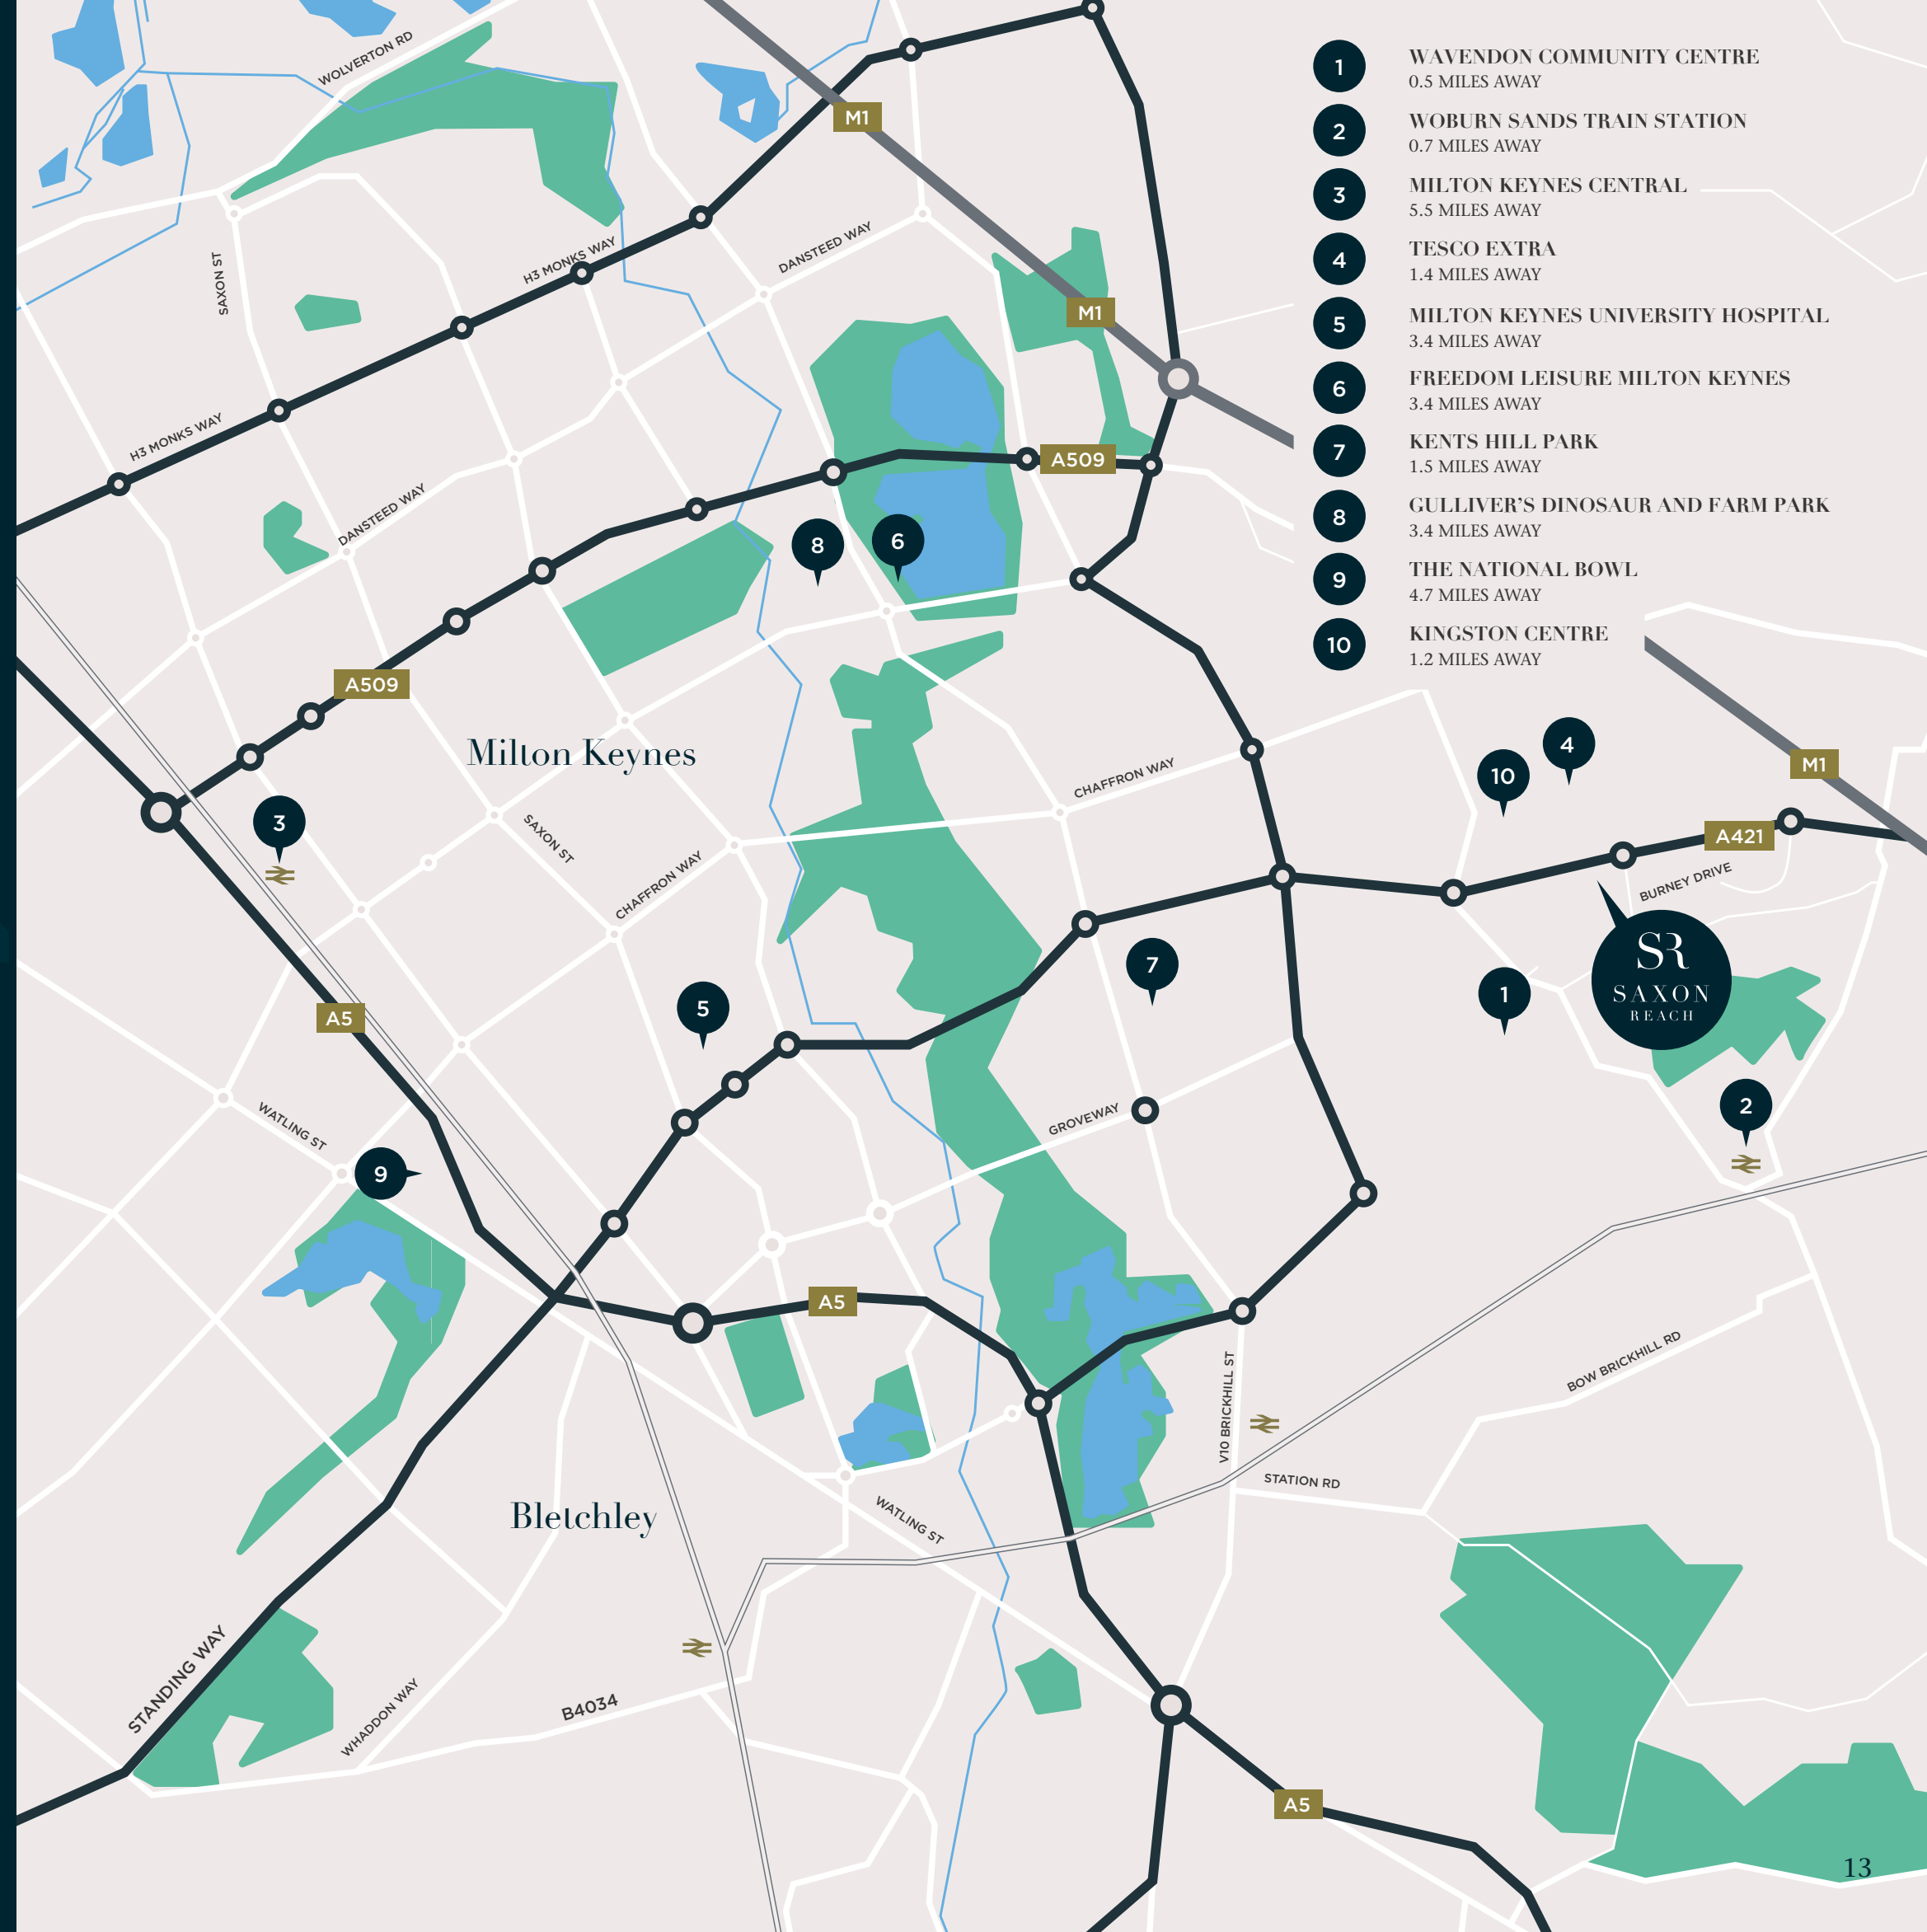 1
WAVENDON COMMUNITY CENTRE
0.5 MILES AWAY
2
WOBURN SANDS TRAIN STATION
0.7 MILES AWAY
3
MILTON KEYNES CENTRAL
5.5 MILES AWAY
4
TESCO EXTRA
1.4 MILES AWAY
5
MILTON KEYNES UNIVERSITY HOSPITAL
3.4 MILES AWAY
6
FREEDOM LEISURE MILTON KEYNES
3.4 MILES AWAY
7
KENTS HILL PARK
1.5 MILES AWAY
8
GULLIVER’S DINOSAUR AND FARM PARK
3.4 MILES AWAY
9
THE NATIONAL BOWL
4.7 MILES AWAY
10
KINGSTON CENTRE
1.2 MILES AWAY
WOLVERTON RD
M1
SAXON ST
H3 MONKS WAY
DANSTEED WAY
M1
H3 MONKS WAY
A509
DANSTEED WAY
8
6
A509
Milton Keynes
CHAFFRON WAY
10
4
M1
3
SAXON ST
A421
CHAFFRON WAY
BURNEY DRIVE
SR
SAXON
REACH
7
1
5
A5
WATLING ST
GROVEWAY
2
9
A5
V10 BRICKHILL ST
BOW BRICKHILL RD
STATION RD
Bletchley
WATLING ST
STANDING WAY
WHADDON WAY
B4034
A5
13